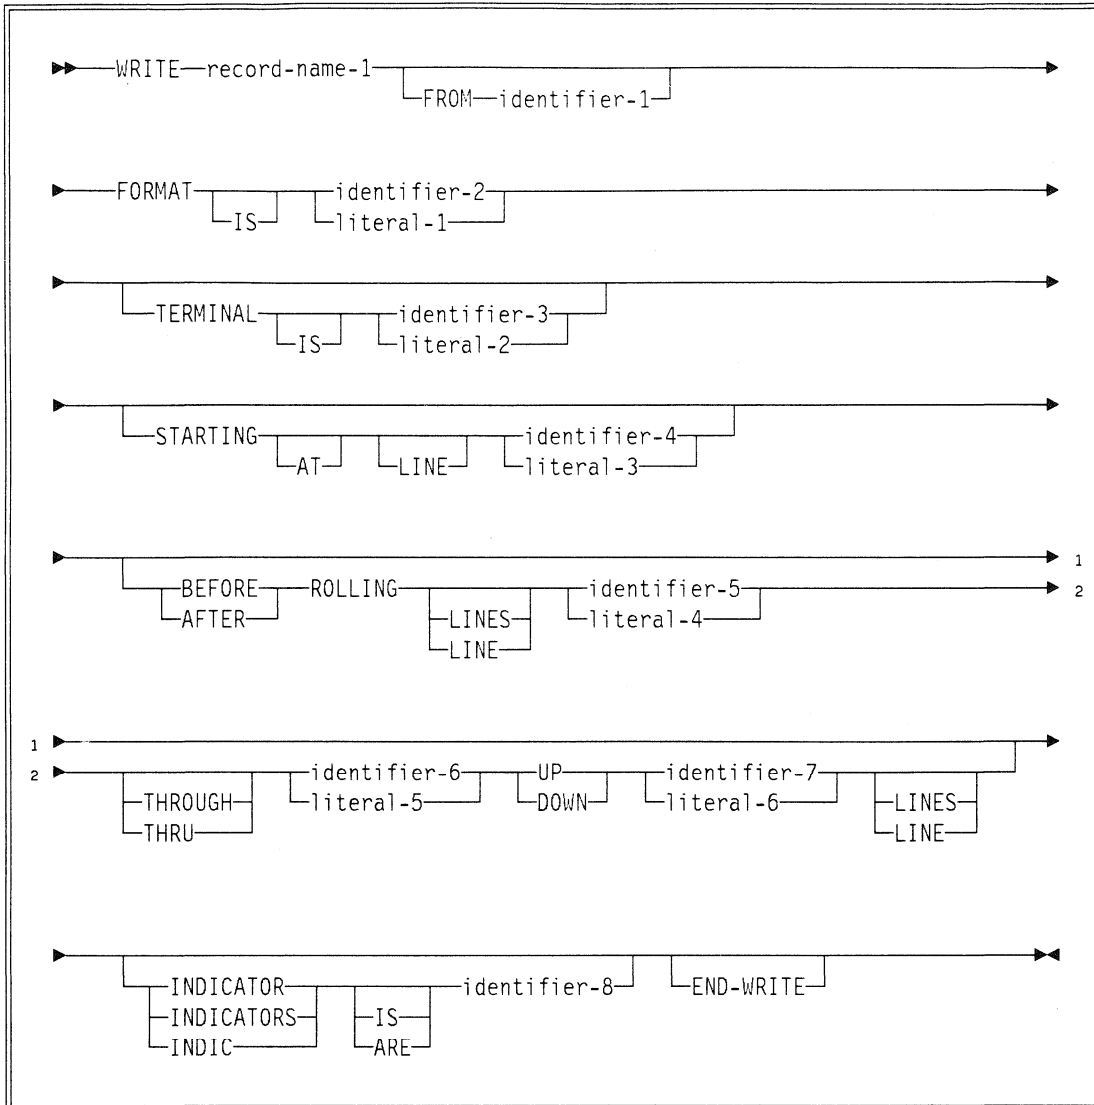 WRITE record-name-1
FROM identifier-1
FORMAT identifier-2
IS literal-1
TERMINAL identifier-3
IS literal-2
STARTING identifier-4
AT LINE literal-3
1
BEFORE ROLLING identifier-5 2
AFTER LINES literal-4
LINE
1
2 identifier-6 UP identifier-7
THROUGH literal-5 DOWN literal-6 LINES
THRU LINE
INDICATOR identifier-8 END-WRITE
INDICATORS IS
INDIC ARE